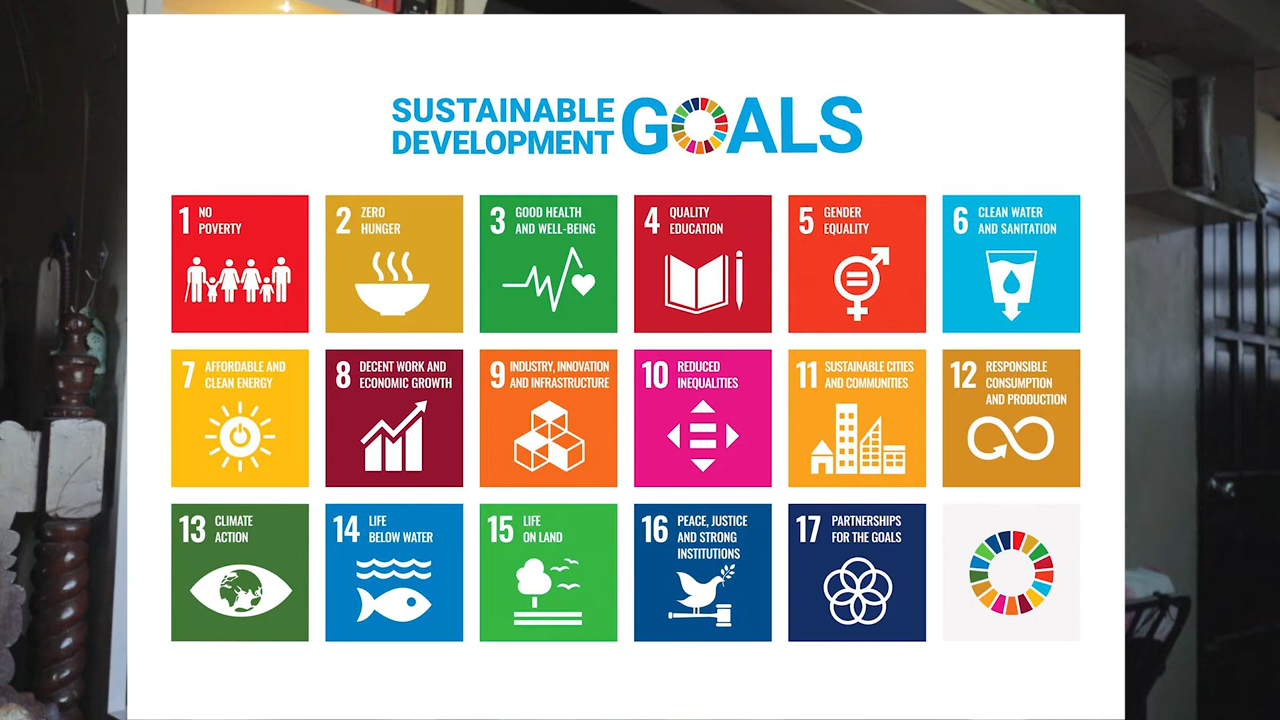 SUSTAINABLE
DEVELOPMENT
GOALS
1 NO
POVERTY
2 ZERO
HUNGER
3 GOOD HEALTH
AND WELL-BEING
4 QUALITY
EDUCATION
5 GENDER
EQUALITY
6 CLEAN WATER
AND SANITATION
7 AFFORDABLE AND
CLEAN ENERGY
8 DECENT WORK AND
ECONOMIC GROWTH
9 INDUSTRY, INNOVATION
AND INFRASTRUCTURE
10 REDUCED
INEQUALITIES
11 SUSTAINABLE CITIES
AND COMMUNITIES
12 RESPONSIBLE
CONSUMPTION
AND PRODUCTION
13 CLIMATE
ACTION
14 LIFE
BELOW WATER
15 LIFE
ON LAND
16 PEACE, JUSTICE
AND STRONG
INSTITUTIONS
17 PARTNERSHIPS
FOR THE GOALS